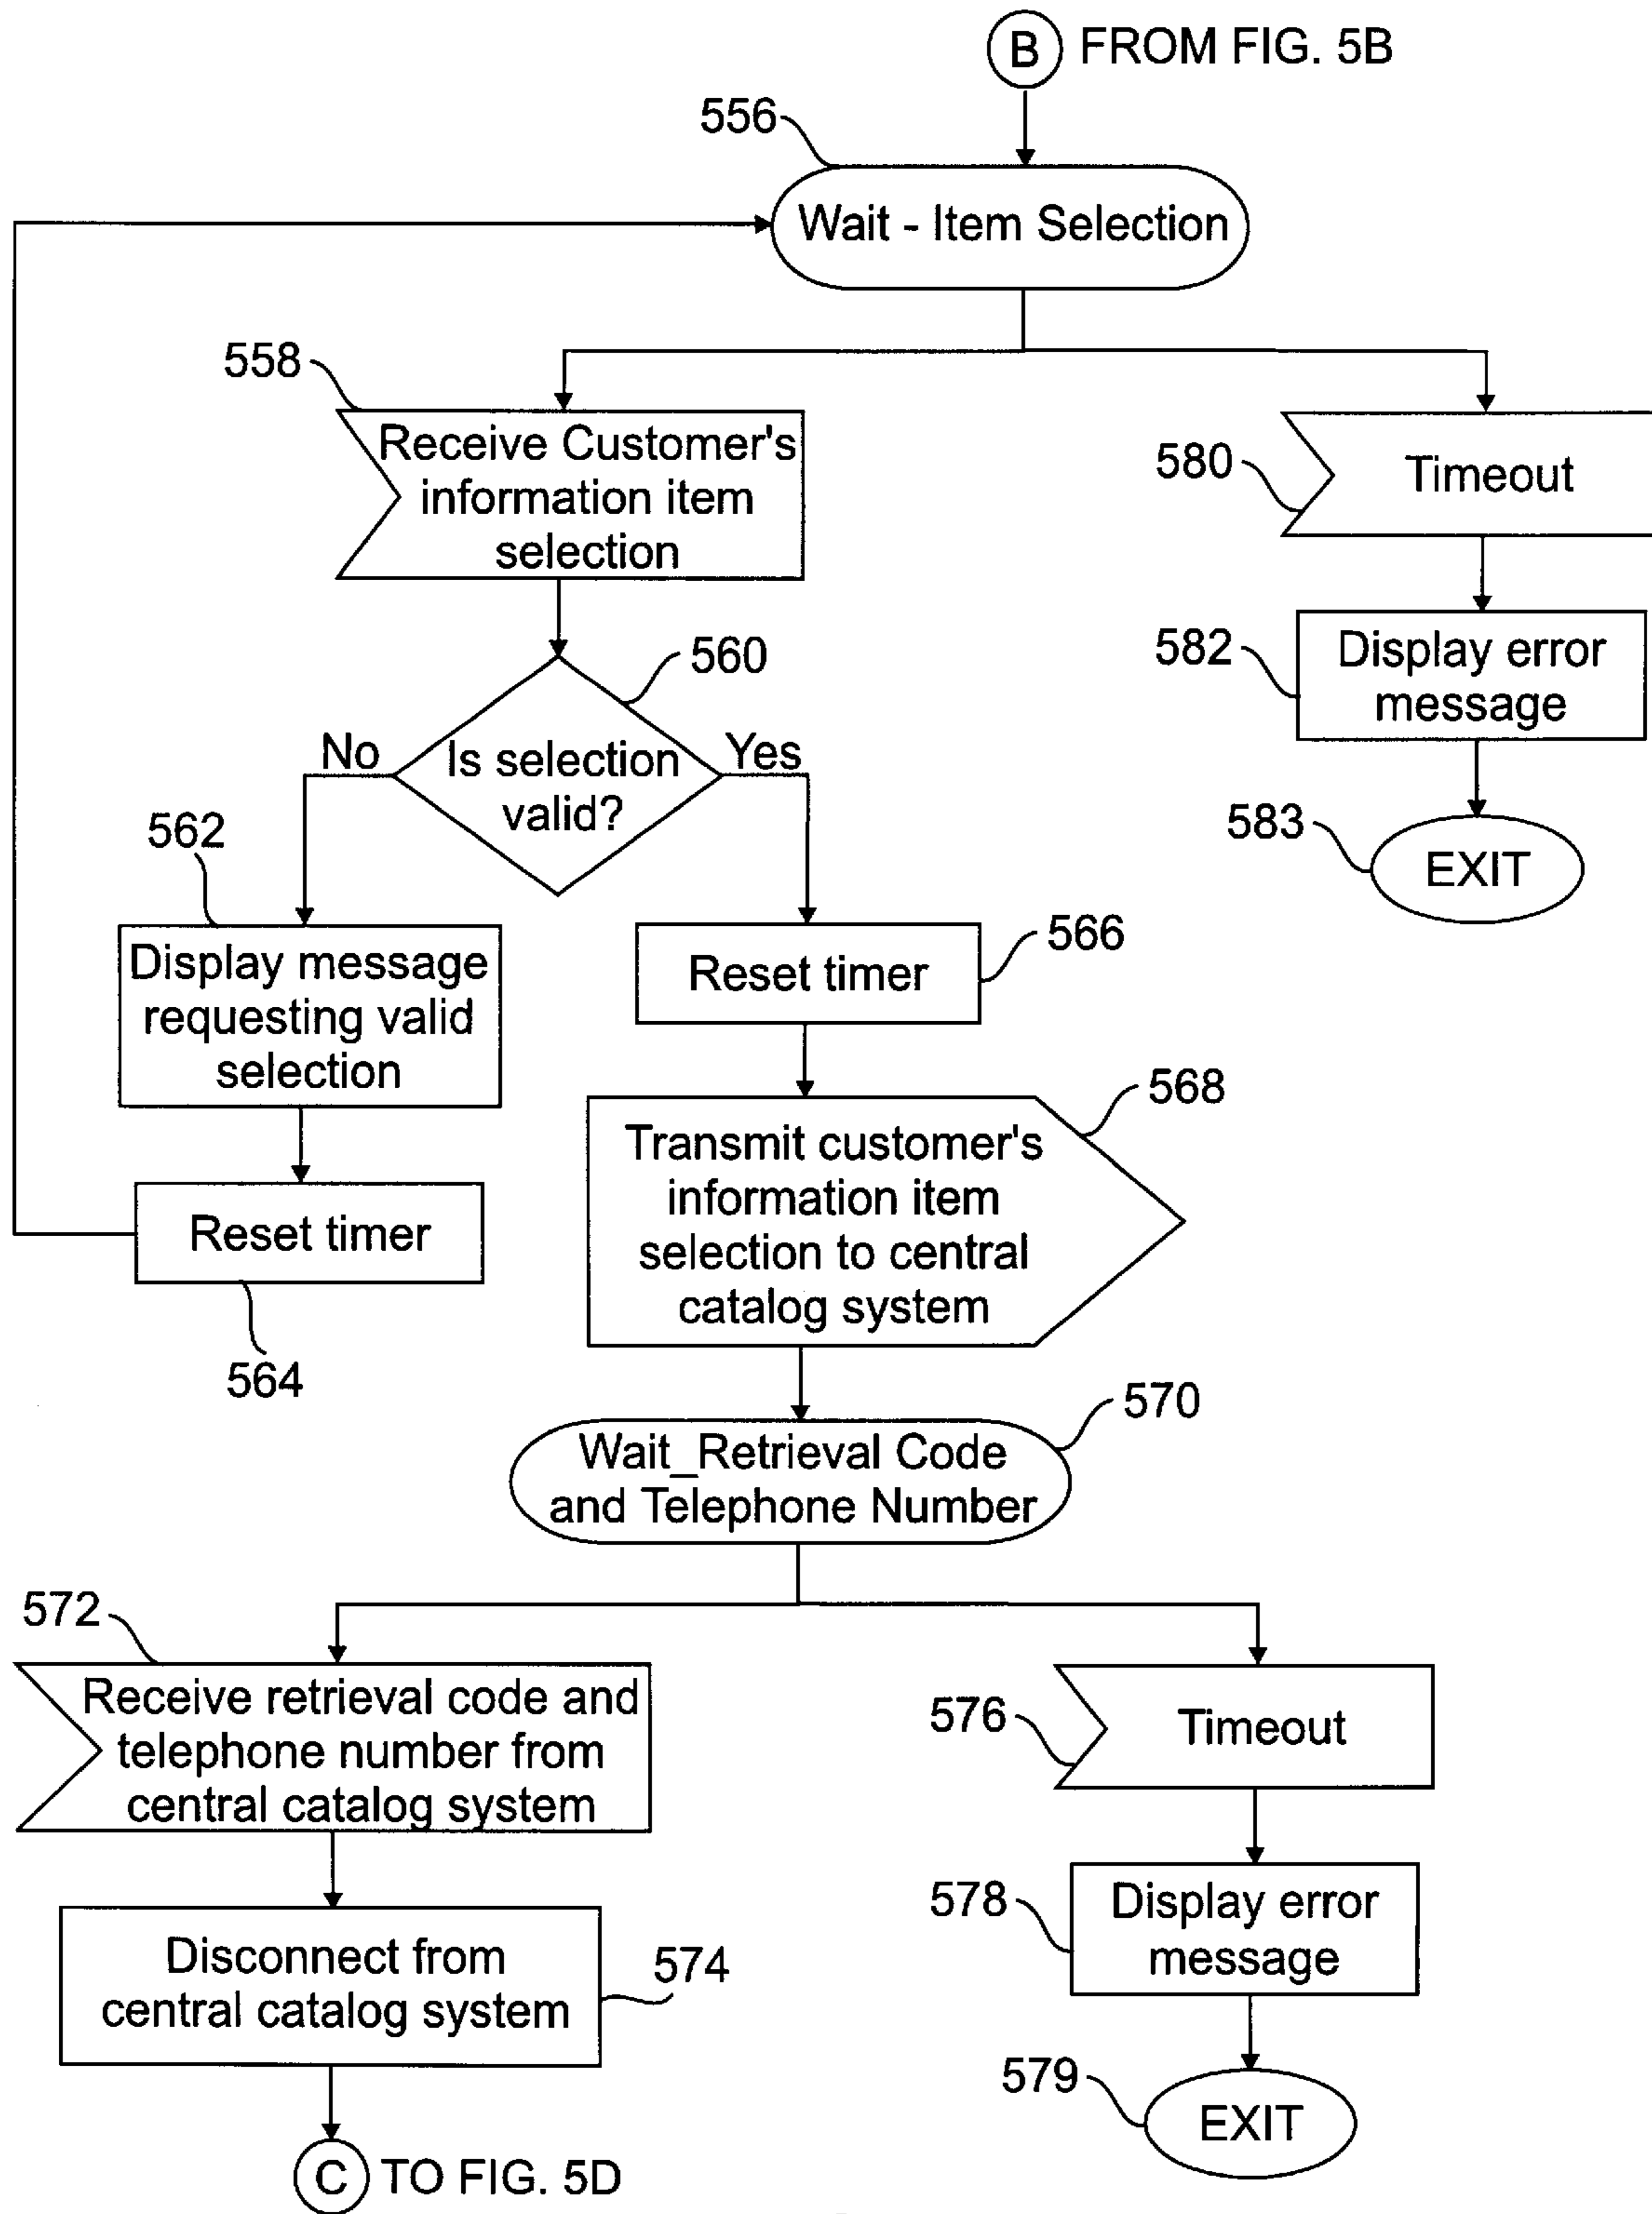 B FROM FIG. 5B
556
Wait - Item Selection
558
Receive Customer's
information item
selection
580
Timeout
560
582
Display error
message
No
Is selection
valid?
Yes
583
EXIT
562
Display message
requesting valid
selection
566
Reset timer
568
Transmit customer's
information item
selection to central
catalog system
Reset timer
564
570
Wait_Retrieval Code
and Telephone Number
572
Receive retrieval code and
telephone number from
central catalog system
576
Timeout
578
Display error
message
Disconnect from
central catalog system
574
579
EXIT
C TO FIG. 5D